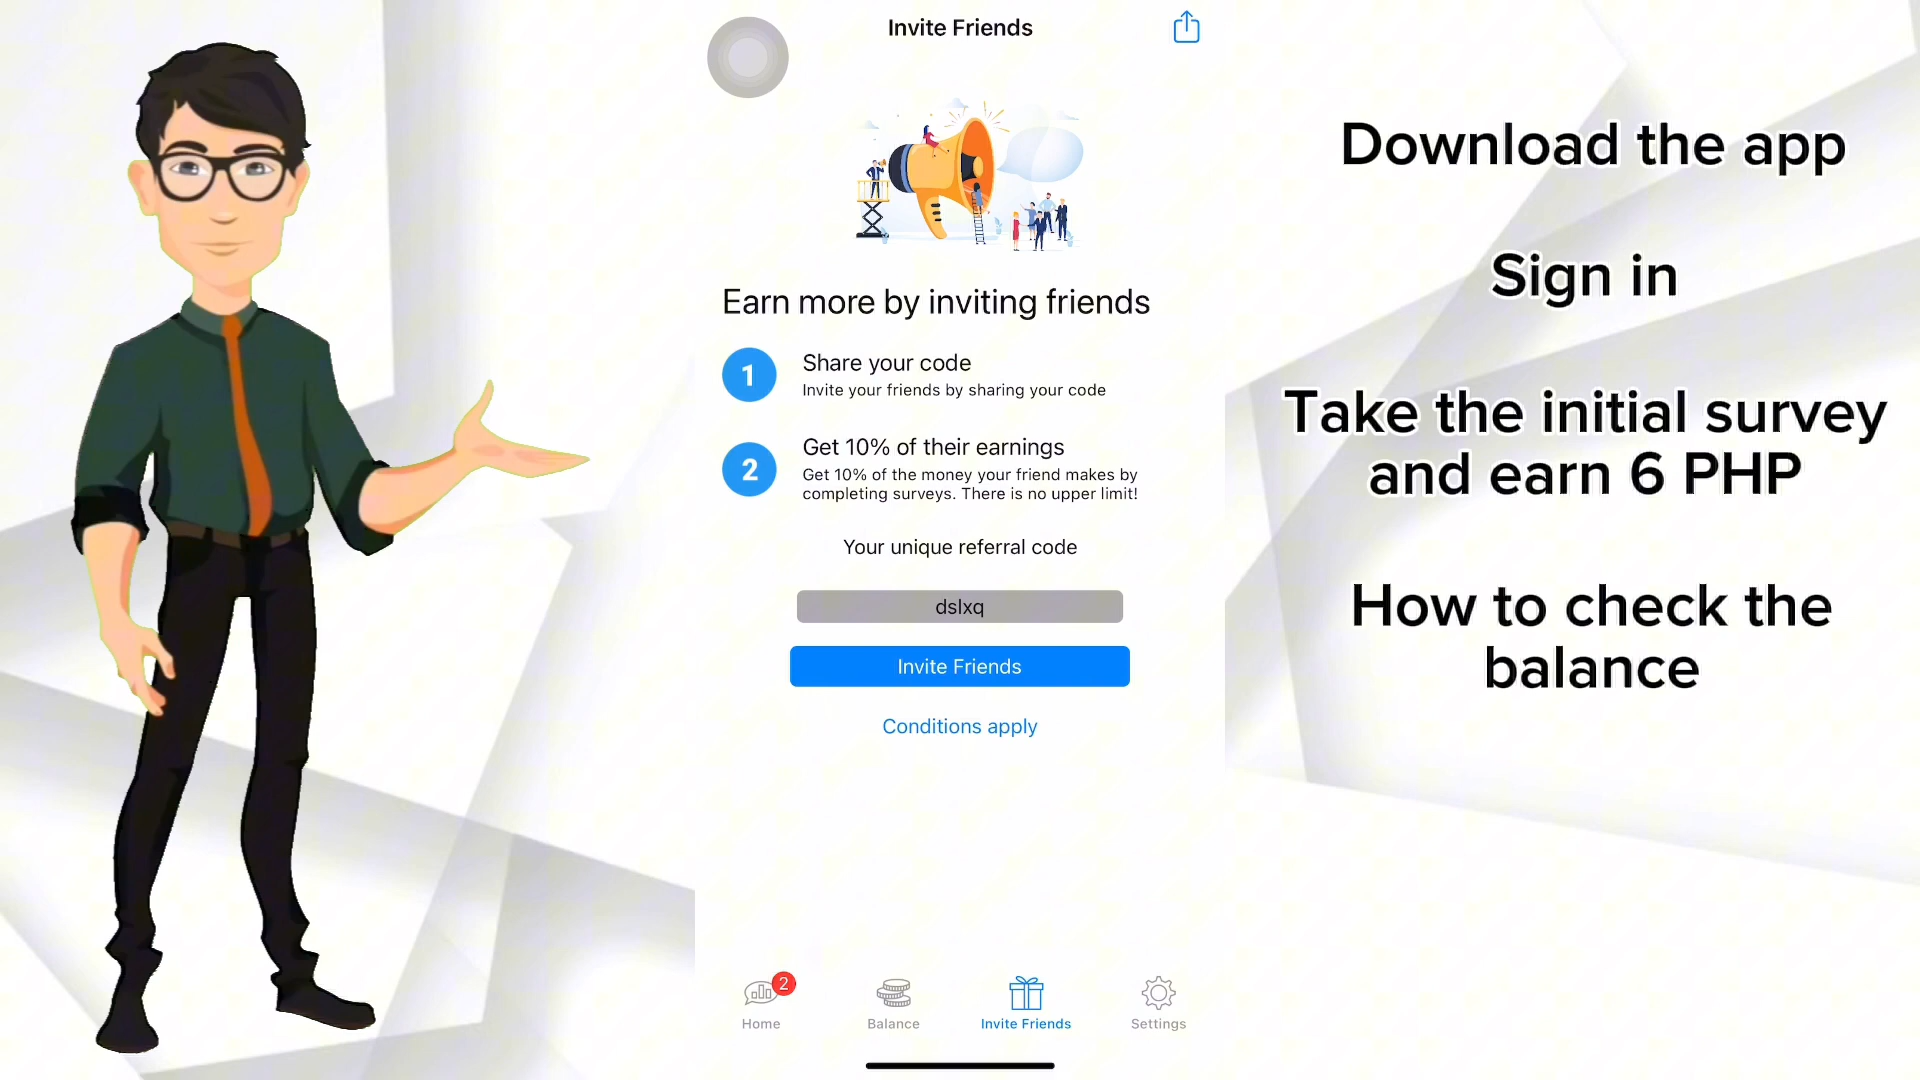 Invite Friends
Earn more by inviting friends
1
Share your code
Invite your friends by sharing your code
2
Get 10% of their earnings
Get 10% of the money your friend makes by
completing surveys. There is no upper limit!
Your unique referral code
dslxq
Invite Friends
Conditions apply
2
Home
Balance
Invite Friends
Settings
Download the app
Sign in
Take the initial survey
and earn 6 PHP
How to check the
balance